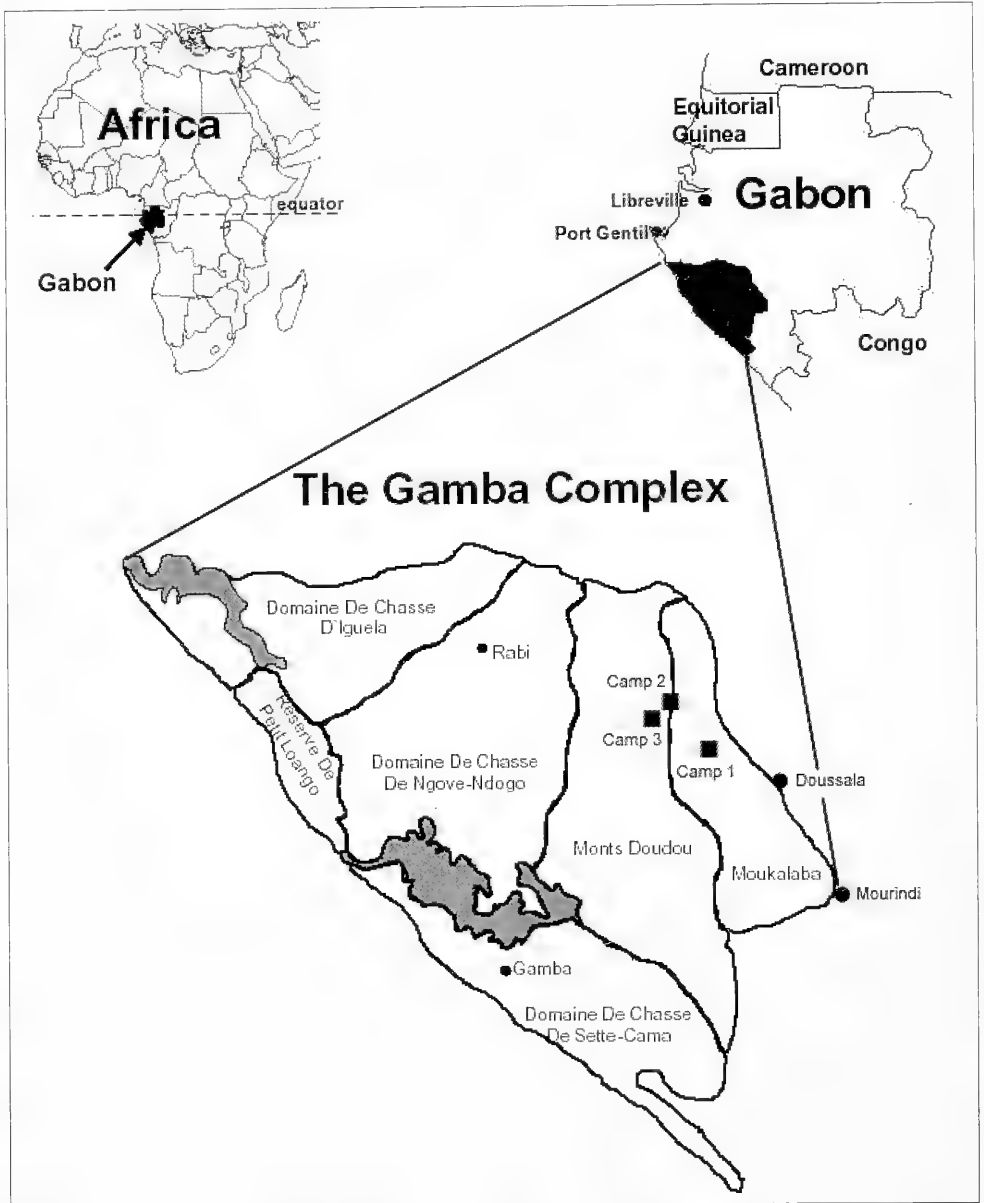 Africa
equator
Gabon
Cameroon
Equitorial
Guinea
Gabon
Libreville
Port Gentil
Congo
The Gamba Complex
Domaine De Chasse
D'Iguela
Rabi
Reserve De
Petit Loango
Domaine De Chasse
De Ngove-Ndogo
Camp 2
Camp 3
Camp 1
Doussala
Monts Doudou
Moukalaba
Mourindi
Gamba
Domaine De Chasse
De Sette-Cama